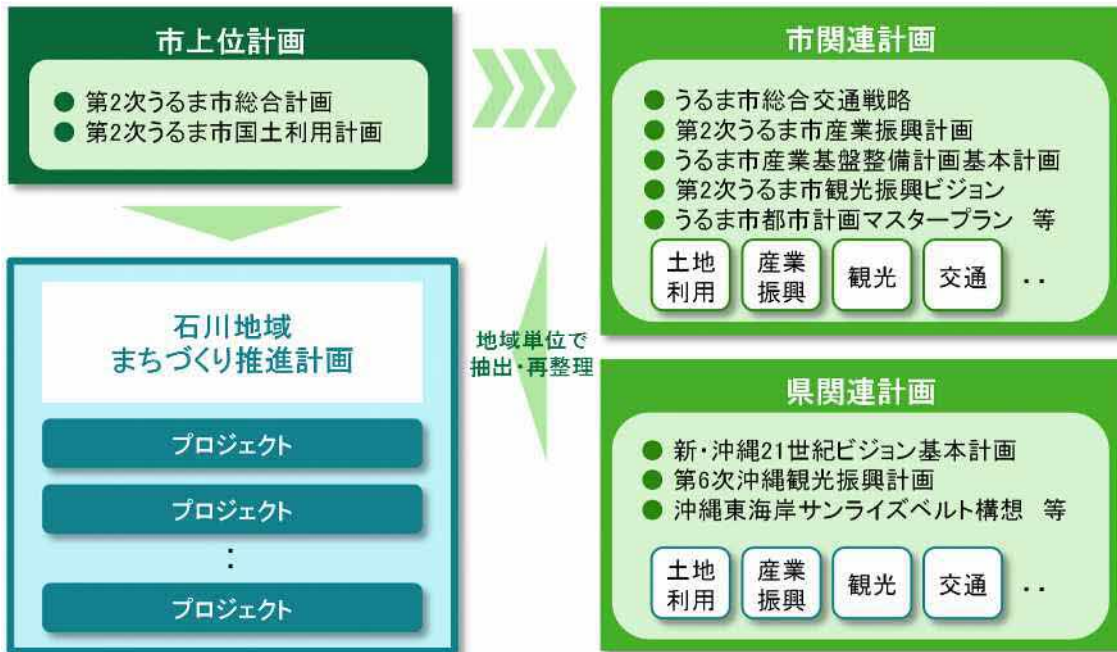 市上位計画
● 第2次うるま市総合計画
● 第2次うるま市国土利用計画
市関連計画
● うるま市総合交通戦略
● 第2次うるま市産業振興計画
● うるま市産業基盤整備計画基本計画
● 第2次うるま市観光振興ビジョン
● うるま市都市計画マスタープラン 等
土地
利用
産業
振興
観光
交通
‥
石川地域
まちづくり推進計画
プロジェクト
プロジェクト
：
プロジェクト
地域単位で
抽出・再整理
県関連計画
● 新・沖縄21世紀ビジョン基本計画
● 第6次沖縄観光振興計画
● 沖縄東海岸サンライズベルト構想 等
土地
利用
産業
振興
観光
交通
‥